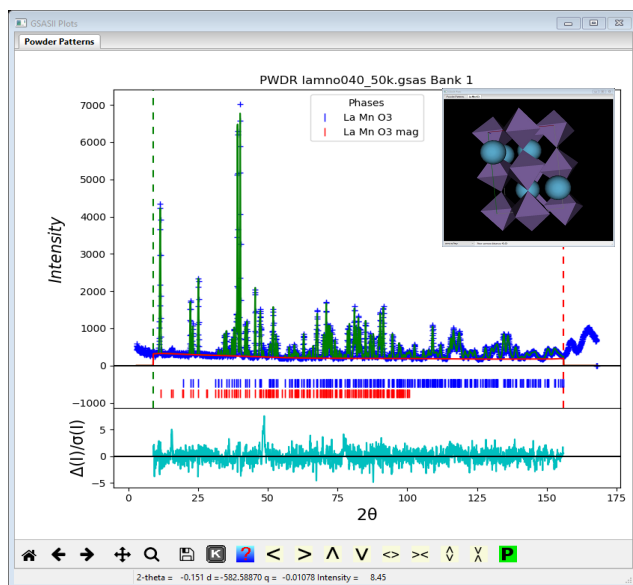 GSASII Plots
Powder Patterns
PWDR lamno040_50k.gsas Bank 1
Phases
La Mn O3
La Mn O3 mag
Intensity
7000
6000
5000
4000
3000
2000
1000
0
−1000
Δ(I)/σ(I)
5
0
−5
0 25 50 75 100 125 150 175
2θ
K ? < > Λ V <> >< P
2-theta = -0.151 d =-582.58870 q = -0.01078 Intensity = 8.45